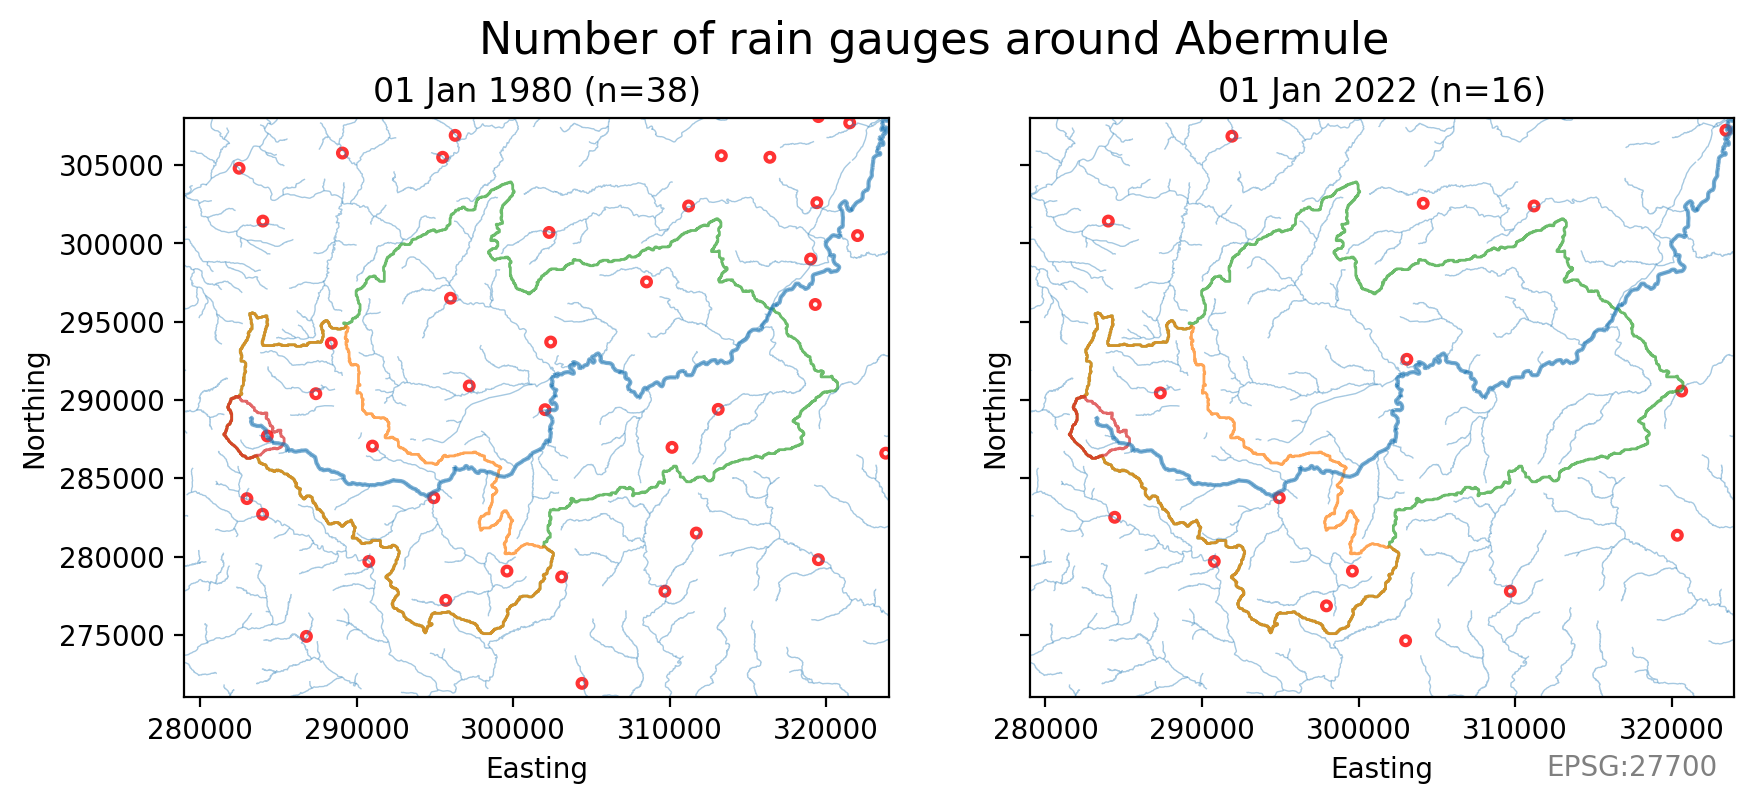 Number of rain gauges around Abermule
01 Jan 1980 (n=38)
01 Jan 2022 (n=16)
Northing
305000
300000
295000
290000
285000
280000
275000
280000
290000
300000
310000
320000
Easting
Northing
280000
290000
300000
310000
320000
Easting
EPSG:27700